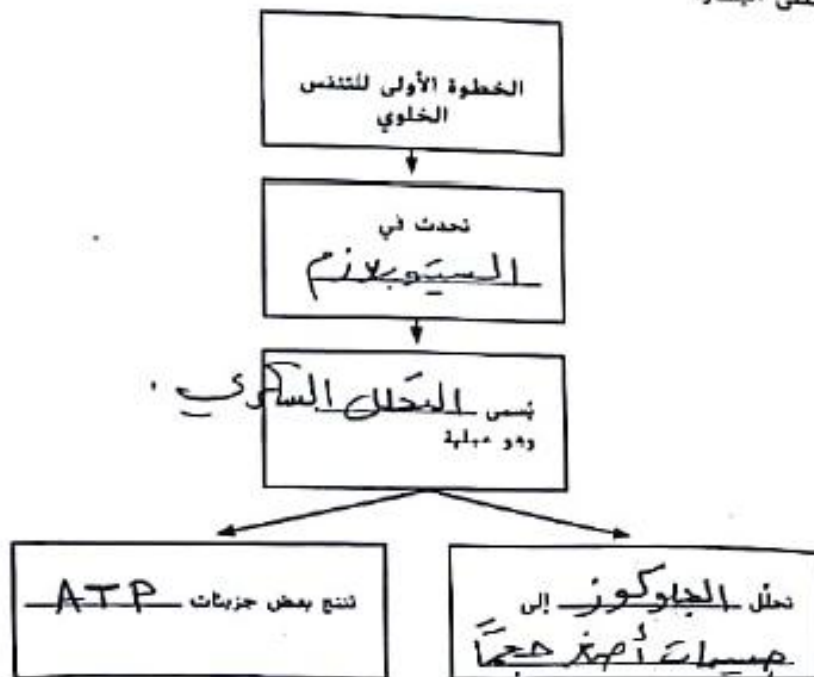 الخطوة الأولى للتنفس
الخلوي
تحدث في
السيتوبلازم
يُسمى التحلل السكري.
وهو عملية
تحلل الجلوكوز إلى
جسيمات أصغر حجماً
تنتج بعض جزيئات ATP